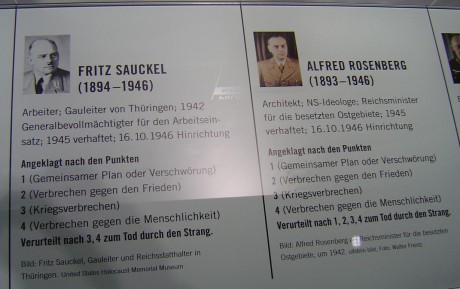 FRITZ SAUCKEL
(1894–1946)
Arbeiter; Gauleiter von Thüringen; 1942
Generalbevollmächtigter für den Arbeitsein-
satz; 1945 verhaftet; 16.10.1946 Hinrichtung
Angeklagt nach den Punkten
1 (Gemeinsamer Plan oder Verschwörung)
2 (Verbrechen gegen den Frieden)
3 (Kriegsverbrechen)
4 (Verbrechen gegen die Menschlichkeit)
Verurteilt nach 3, 4 zum Tod durch den Strang.
Bild: Fritz Sauckel, Gauleiter und Reichsstatthalter in
Thüringen. United States Holocaust Memorial Museum
ALFRED ROSENBERG
(1893–1946)
Architekt; NS-Ideologe; Reichsminister
für die besetzten Ostgebiete; 1945
verhaftet; 16.10.1946 Hinrichtung
Angeklagt nach den Punkten
1 (Gemeinsamer Plan oder Verschwörung)
2 (Verbrechen gegen den Frieden)
3 (Kriegsverbrechen)
4 (Verbrechen gegen die Menschlichkeit)
Verurteilt nach 1, 2, 3, 4 zum Tod durch den Strang.
Bild: Alfred Rosenberg Reichsminister für die besetzten
Ostgebiete, um 1942. ullstein bild, Foto: Walter Frentz